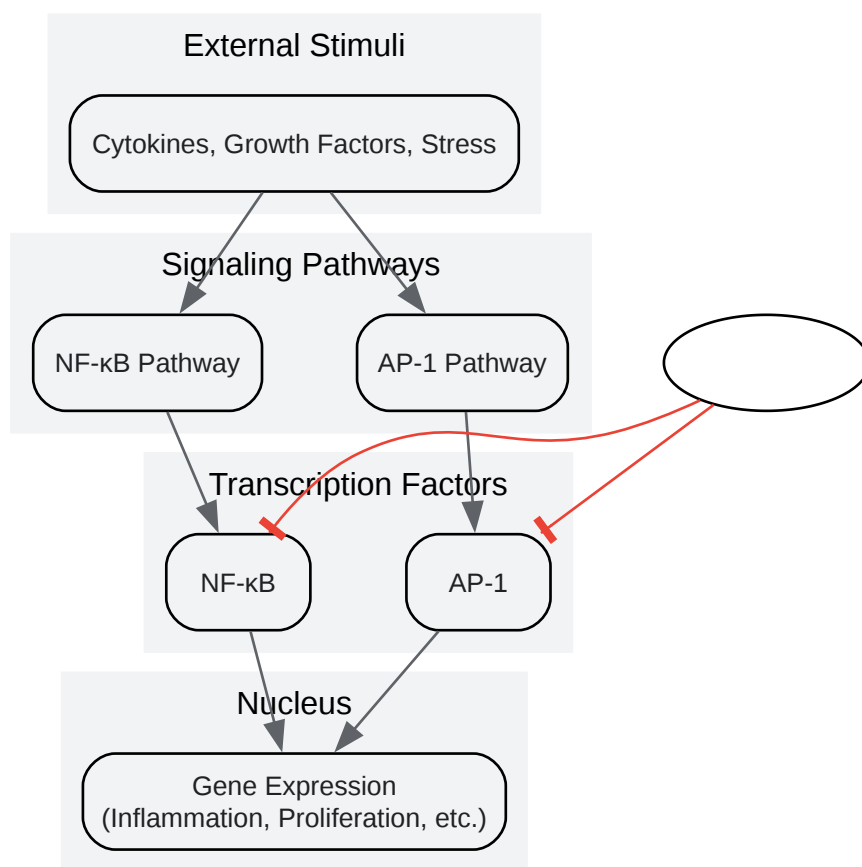 External Stimuli
Cytokines, Growth Factors, Stress
Signaling Pathways
NF-κB Pathway
AP-1 Pathway
Transcription Factors
NF-κB
AP-1
Nucleus
Gene Expression
(Inflammation, Proliferation, etc.)